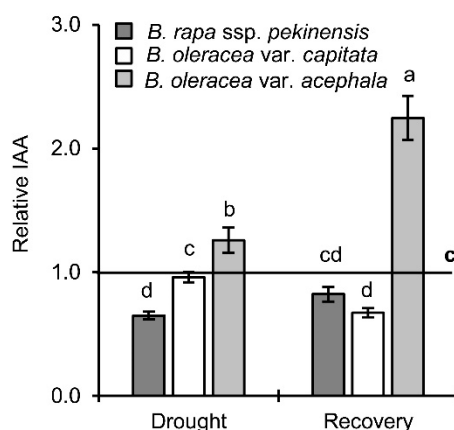 3.0
B. rapa ssp. pekinensis
B. oleracea var. capitata
B. oleracea var. acephala
a
2.0
Relative IAA
b
c
cd
c
1.0
d
d
0.0
Drought
Recovery